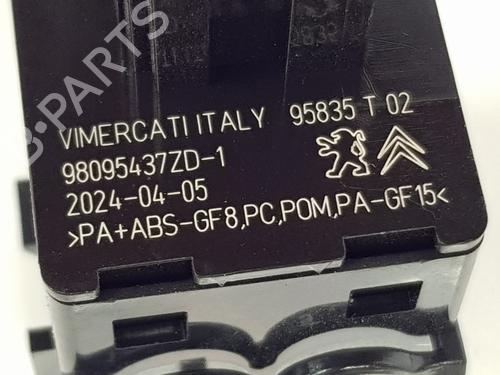 B-PARTS
VIMERCATI ITALY 95835 T 02
98095437ZD-1
2024-04-05
>PA+ABS-GF8,PC,POM,PA-GF15<